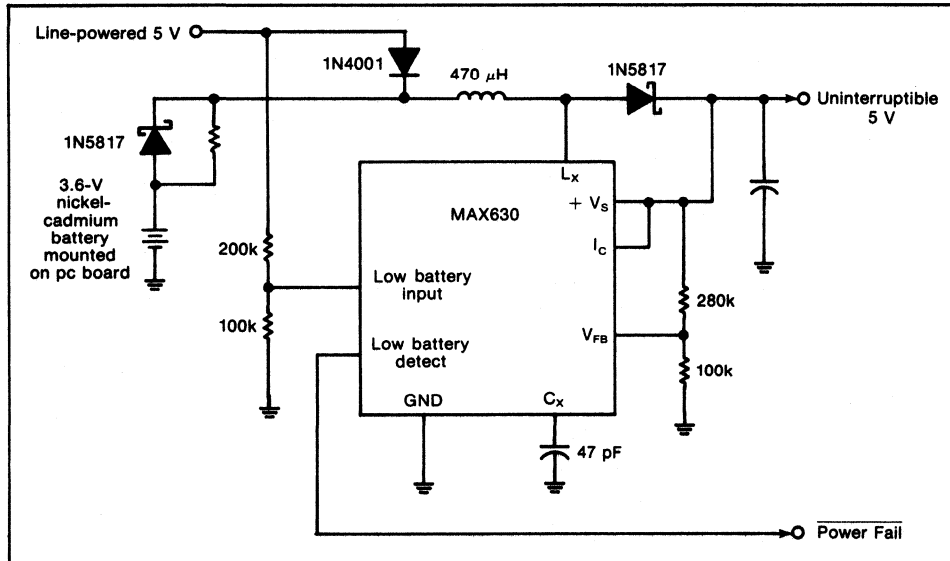 Line-powered 5 V
1N4001
470 μH
1N5817
Uninterruptible
5 V
1N5817
3.6-V
nickel-
cadmium
battery
mounted
on pc board
LX
MAX630
+ VS
IC
200k
Low battery
input
280k
100k
Low battery
detect
VFB
100k
GND
CX
47 pF
Power Fail